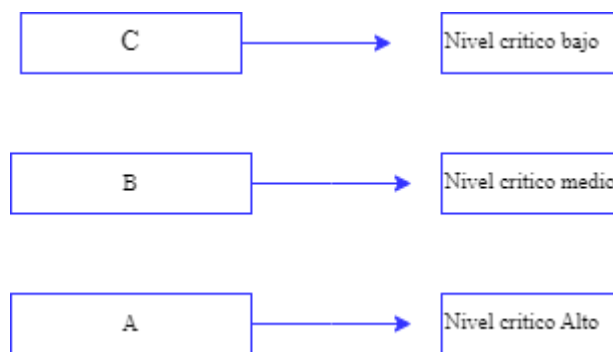 C
Nivel critico bajo
B
Nivel critico medio
A
Nivel critico Alto